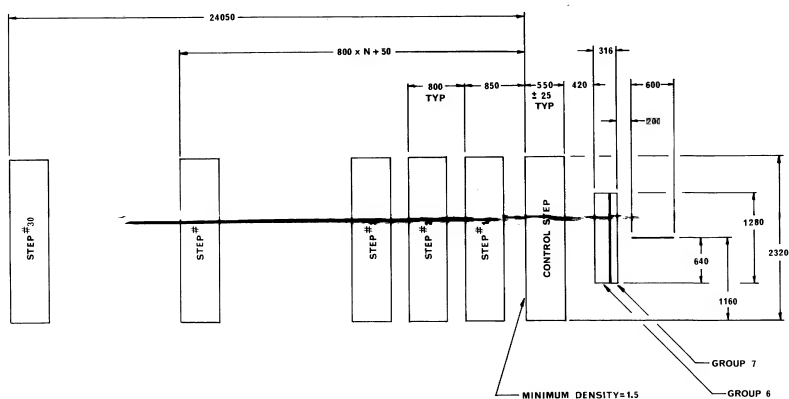 24050
800 x N + 50
316
800
TYP
850
550
± 25
TYP
420
600
200
STEP #30
STEP #
STEP #
STEP #
STEP #
CONTROL STEP
1280
2320
640
1160
GROUP 7
GROUP 6
MINIMUM DENSITY=1.5